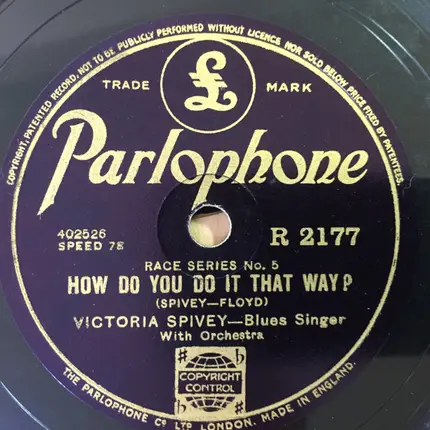 COPYRIGHT, PATENTED RECORD, NOT TO BE PUBLICLY PERFORMED WITHOUT LICENCE NOR SOLD BELOW PRICE FIXED BY PATENTEES.
£
TRADE MARK
Parlophone
402526
SPEED 78
R 2177
RACE SERIES No. 5
HOW DO YOU DO IT THAT WAY?
(SPIVEY—FLOYD)
VICTORIA SPIVEY—Blues Singer
With Orchestra
COPYRIGHT
CONTROL
THE PARLOPHONE Co LTD LONDON. MADE IN ENGLAND.